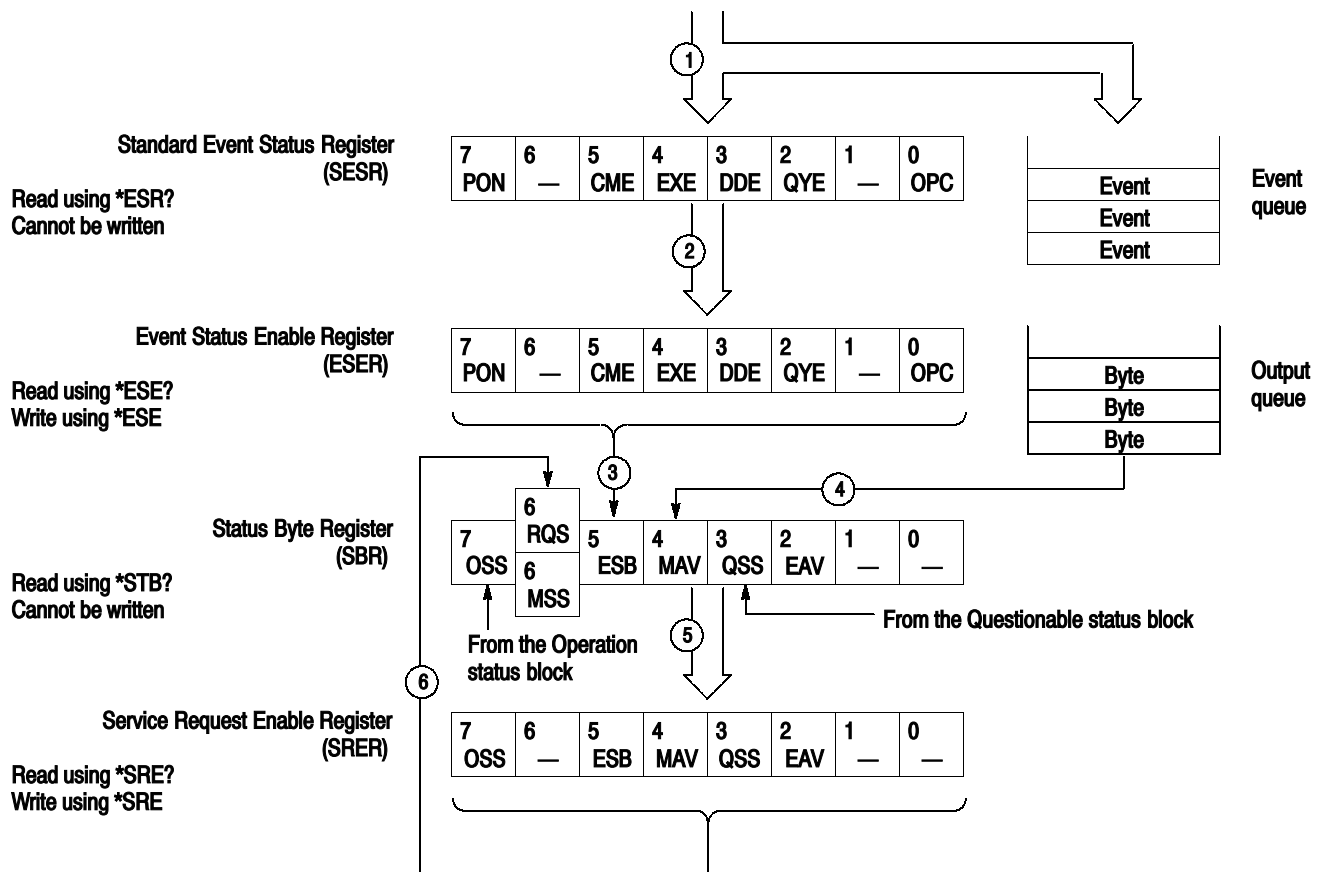 1
Standard Event Status Register
(SESR)
Read using *ESR?
Cannot be written
7 6 5 4 3 2 1 0
PON — CME EXE DDE QYE — OPC
Event
Event
Event
Event
queue
2
Event Status Enable Register
(ESER)
Read using *ESE?
Write using *ESE
7 6 5 4 3 2 1 0
PON — CME EXE DDE QYE — OPC
Byte
Byte
Byte
Output
queue
3
4
Status Byte Register
(SBR)
Read using *STB?
Cannot be written
6
RQS
7 5 4 3 2 1 0
OSS ESB MAV QSS EAV — —
6
MSS
From the Operation
status block
5
From the Questionable status block
6
Service Request Enable Register
(SRER)
Read using *SRE?
Write using *SRE
7 6 5 4 3 2 1 0
OSS — ESB MAV QSS EAV — —